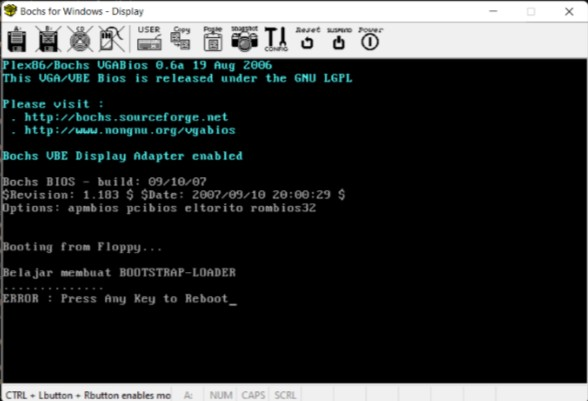 Bochs for Windows - Display
A:
B:
CD
USER
Copy
Paste
snapshot
CONFIG
Reset
SUSPEND
Power
Plex86/Bochs VGABios 0.6a 19 Aug 2006
This VGA/VBE Bios is released under the GNU LGPL
Please visit :
. http://bochs.sourceforge.net
. http://www.nongnu.org/vgabios
Bochs VBE Display Adapter enabled
Bochs BIOS - build: 09/10/07
$Revision: 1.183 $ $Date: 2007/09/10 20:00:29 $
Options: apmbios pcibios eltorito rombios32
Booting from Floppy...
Belajar membuat BOOTSTRAP-LOADER
..............
ERROR : Press Any Key to Reboot_
CTRL + Lbutton + Rbutton enables mo A: NUM CAPS SCRL